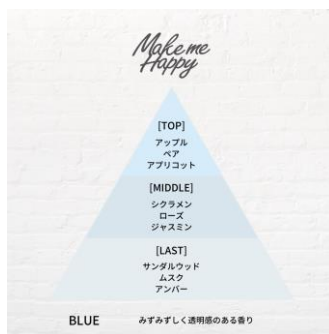 Make me
Happy
[TOP]
アップル
ペア
アプリコット
[MIDDLE]
シクラメン
ローズ
ジャスミン
[LAST]
サンダルウッド
ムスク
アンバー
BLUE みずみずしく透明感のある香り